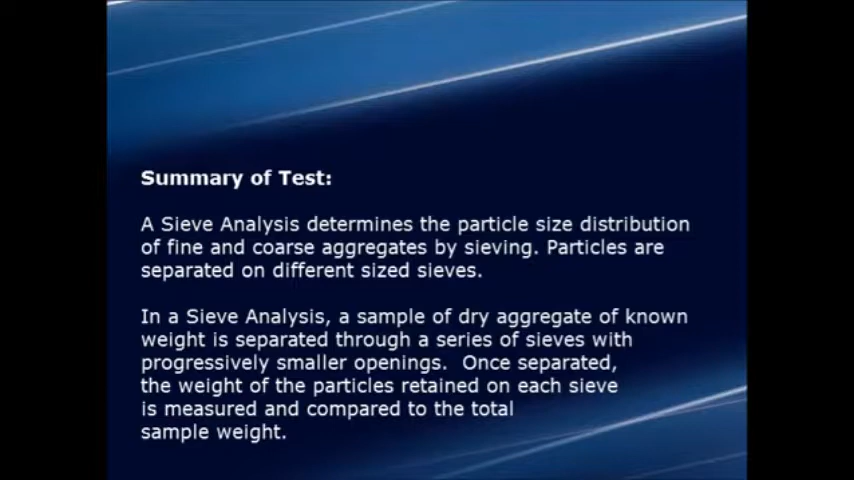 Summary of Test:
A Sieve Analysis determines the particle size distribution
of fine and coarse aggregates by sieving. Particles are
separated on different sized sieves.
In a Sieve Analysis, a sample of dry aggregate of known
weight is separated through a series of sieves with
progressively smaller openings.  Once separated,
the weight of the particles retained on each sieve
is measured and compared to the total
sample weight.